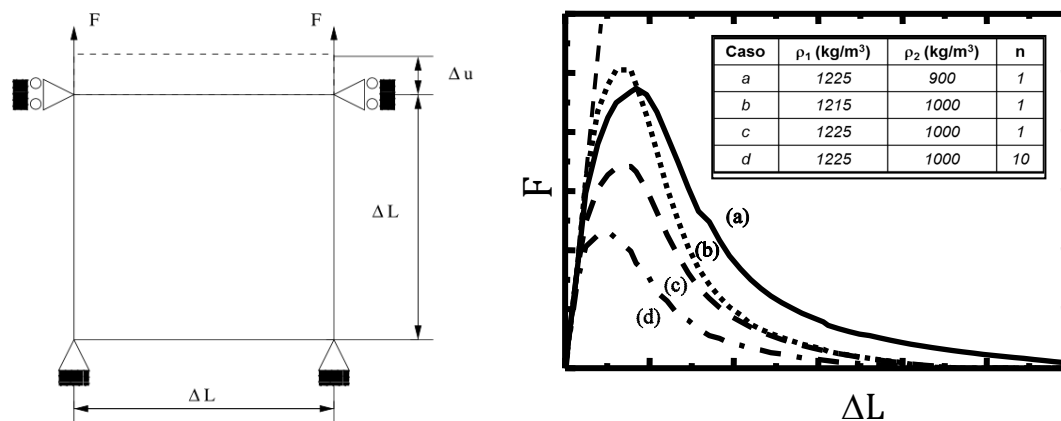 F F
Δ u
Δ L
Δ L
F
Caso ρ₁ (kg/m³) ρ₂ (kg/m³) n
a 1225 900 1
b 1215 1000 1
c 1225 1000 1
d 1225 1000 10
(a)
(b)
(c)
(d)
ΔL